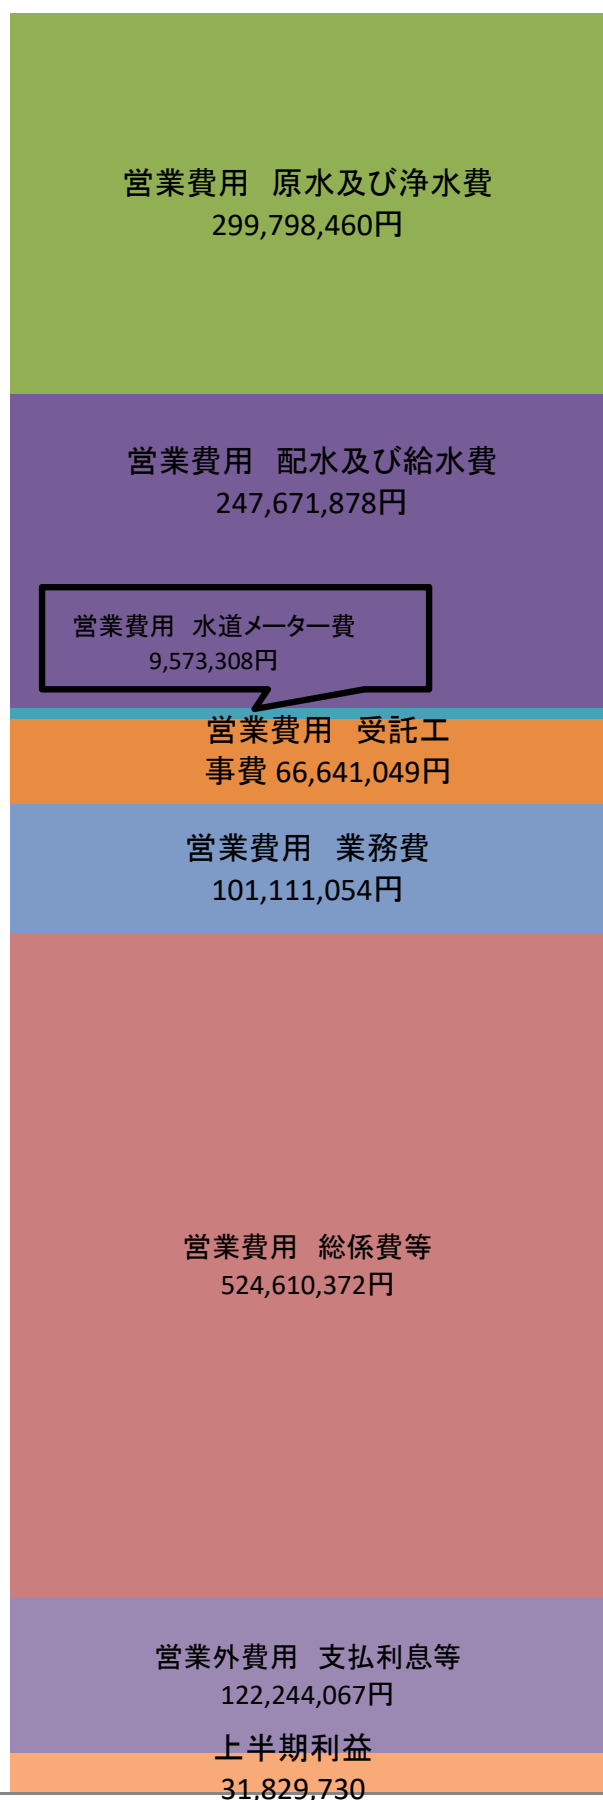 営業費用　原水及び浄水費
299,798,460円
営業費用　配水及び給水費
247,671,878円
営業費用　水道メーター費
9,573,308円
営業費用　受託工
事費 66,641,049円
営業費用　業務費
101,111,054円
営業費用　総係費等
524,610,372円
営業外費用　支払利息等
122,244,067円
上半期利益
31,829,730